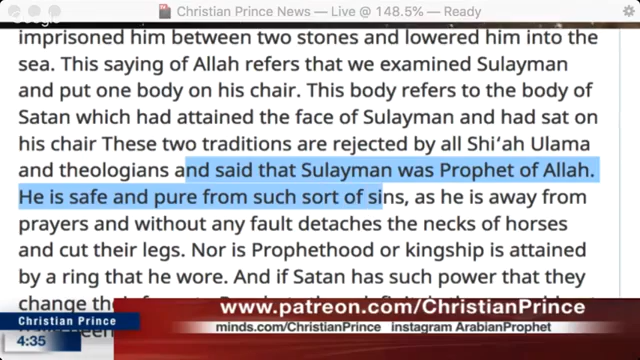 Christian Prince News — Live @ 148.5% — Ready
imprisoned him between two stones and lowered him into the
sea. This saying of Allah refers that we examined Sulayman
and put one body on his chair. This body refers to the body of
Satan which had attained the face of Sulayman and had sat on
his chair These two traditions are rejected by all Shi‘ah Ulama
and theologians and said that Sulayman was Prophet of Allah.
He is safe and pure from such sort of sins, as he is away from
prayers and without any fault detaches the necks of horses
and cut their legs. Nor is Prophethood or kingship is attained
by a ring that he wore. And if Satan has such power that they
change
www.patreon.com/ChristianPrince
Christian Prince
minds.com/ChristianPrince instagram ArabianProphet
4:35